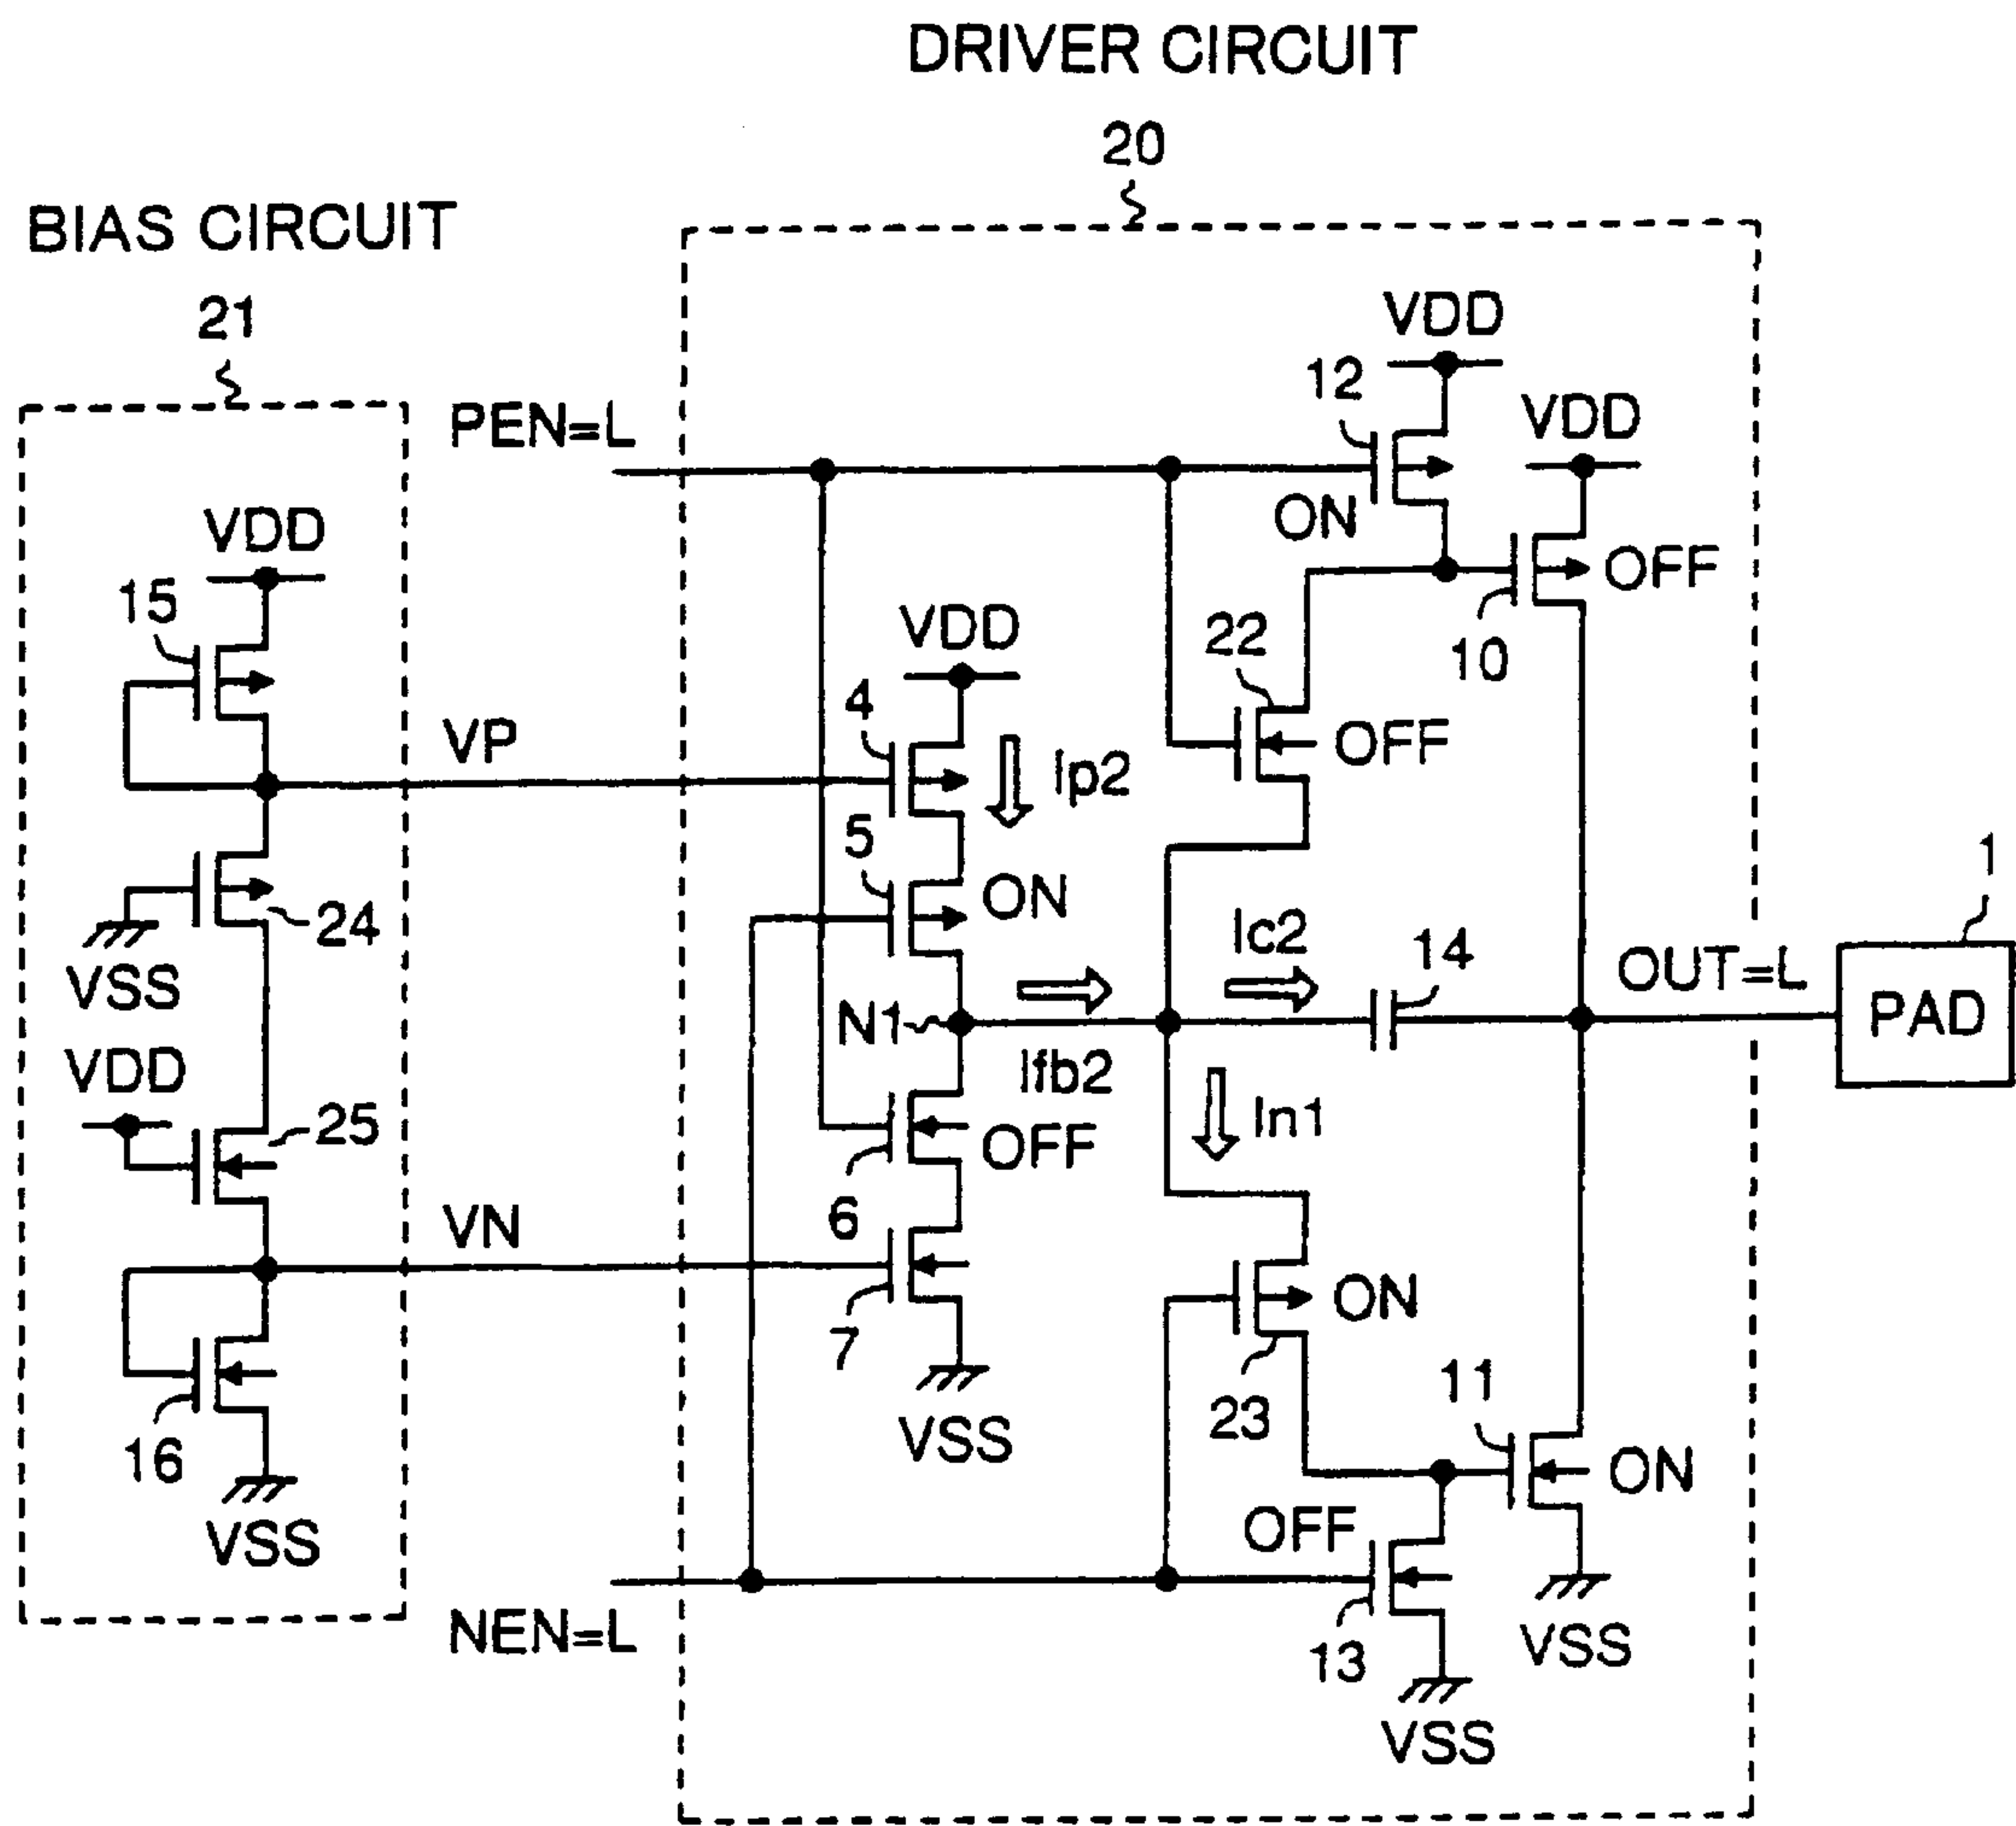 DRIVER CIRCUIT
20
BIAS CIRCUIT
21
VDD
12
VDD
PEN=L
ON
VDD
15
OFF
10
VDD
22
4
OFF
VP
Ip2
5
1
ON
24
Ic2
14
OUT=L
VSS
PAD
N1
VDD
Ifb2
25
In1
OFF
6
VN
ON
7
11
23
16
VSS
ON
OFF
VSS
NEN=L
13
VSS
VSS